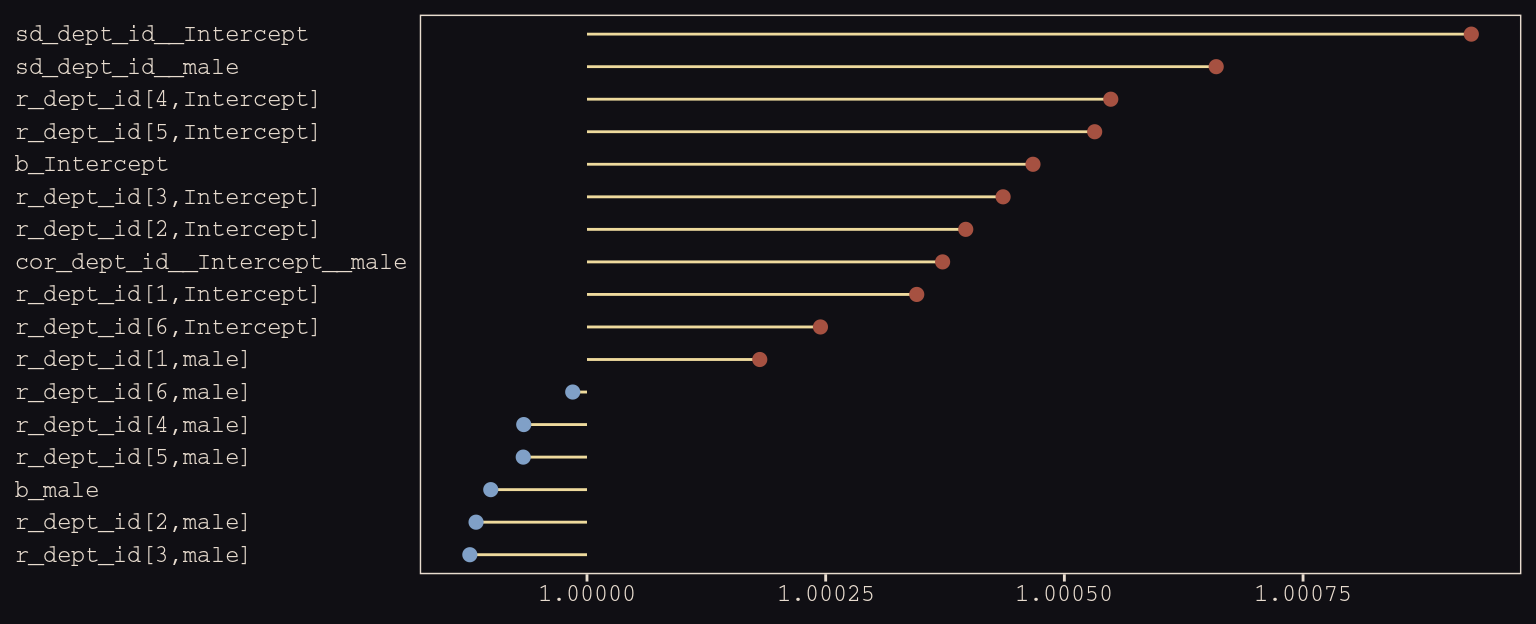 sd_dept_id__Intercept
sd_dept_id__male
r_dept_id[4,Intercept]
r_dept_id[5,Intercept]
b_Intercept
r_dept_id[3,Intercept]
r_dept_id[2,Intercept]
cor_dept_id__Intercept__male
r_dept_id[1,Intercept]
r_dept_id[6,Intercept]
r_dept_id[1,male]
r_dept_id[6,male]
r_dept_id[4,male]
r_dept_id[5,male]
b_male
r_dept_id[2,male]
r_dept_id[3,male]
1.00000 1.00025 1.00050 1.00075